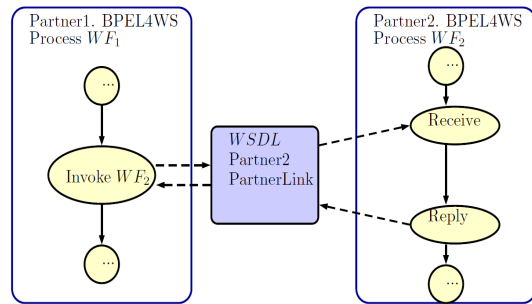 Partner1. BPEL4WS
Process WF₁
...
Invoke WF₂
...
WSDL
Partner2
PartnerLink
Partner2. BPEL4WS
Process WF₂
...
Receive
Reply
...